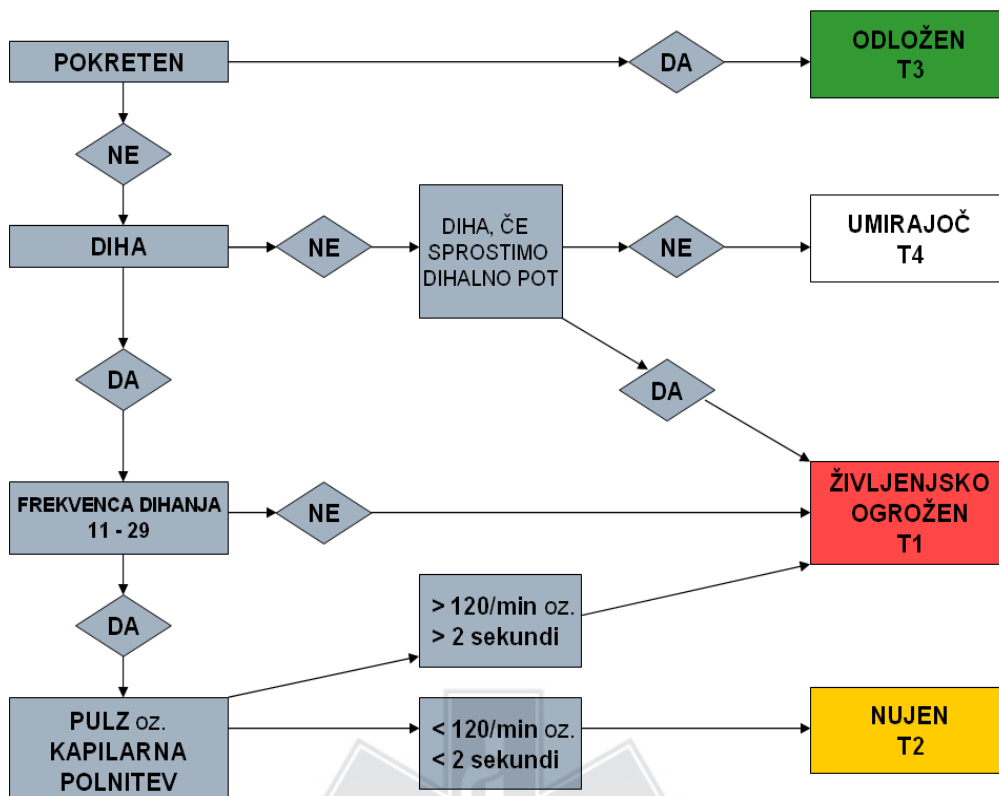 POKRETEN
DA
ODLOŽEN
T3
NE
DIHA
NE
DIHA, ČE
SPROSTIMO
DIHALNO POT
NE
UMIRAJOČ
T4
DA
DA
FREKVENCA DIHANJA
11 - 29
NE
ŽIVLJENJSKO
OGROŽEN
T1
DA
> 120/min oz.
> 2 sekundi
PULZ oz.
KAPILARNA
POLNITEV
< 120/min oz.
< 2 sekundi
NUJEN
T2